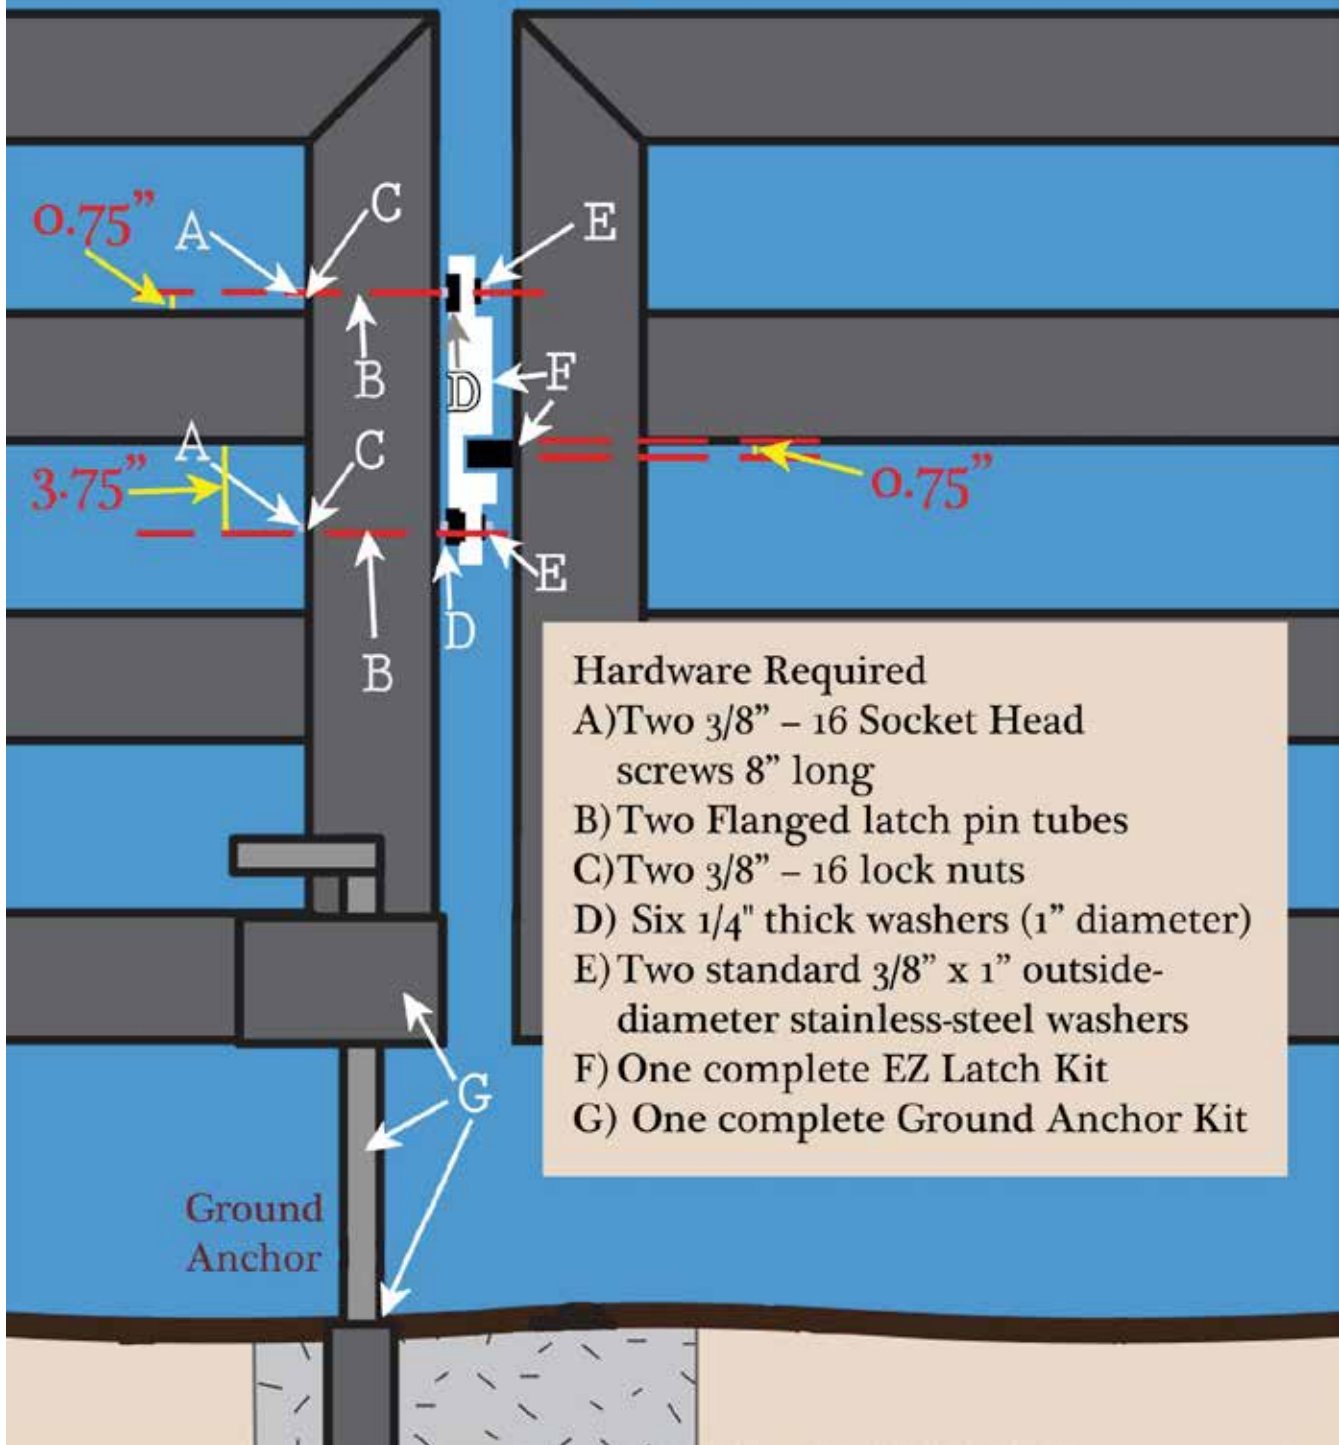 0.75”
A
C
E
B
D
F
A
C
3.75”
0.75”
E
D
B
Hardware Required
A)Two 3/8” – 16 Socket Head
screws 8” long
B)Two Flanged latch pin tubes
C)Two 3/8” – 16 lock nuts
D) Six 1/4" thick washers (1” diameter)
E)Two standard 3/8” x 1” outside-
diameter stainless-steel washers
F)One complete EZ Latch Kit
G) One complete Ground Anchor Kit
G
Ground
Anchor